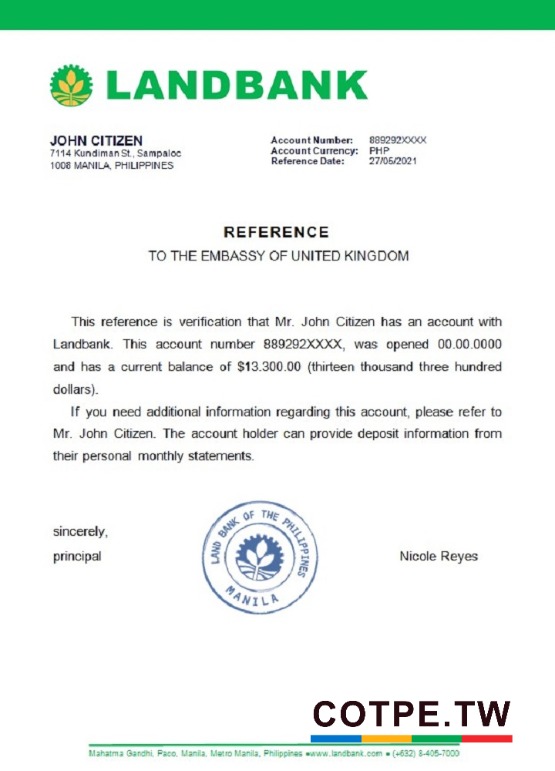 LANDBANK
JOHN CITIZEN
7114 Kundiman St., Sampaloc
1008 MANILA, PHILIPPINES
Account Number: 889292XXXX
Account Currency: PHP
Reference Date: 27/05/2021
REFERENCE
TO THE EMBASSY OF UNITED KINGDOM
This reference is verification that Mr. John Citizen has an account with
Landbank. This account number 889292XXXX, was opened 00.00.0000
and has a current balance of $13.300.00 (thirteen thousand three hundred
dollars).
If you need additional information regarding this account, please refer to
Mr. John Citizen. The account holder can provide deposit information from
their personal monthly statements.
sincerely,
principal
LAND BANK OF THE PHILIPPINES
MANILA
Nicole Reyes
COTPE.TW
Mahatma Gandhi, Paco, Manila, Metro Manila, Philippines ●www.landbank.com ● (+632) 8-405-7000